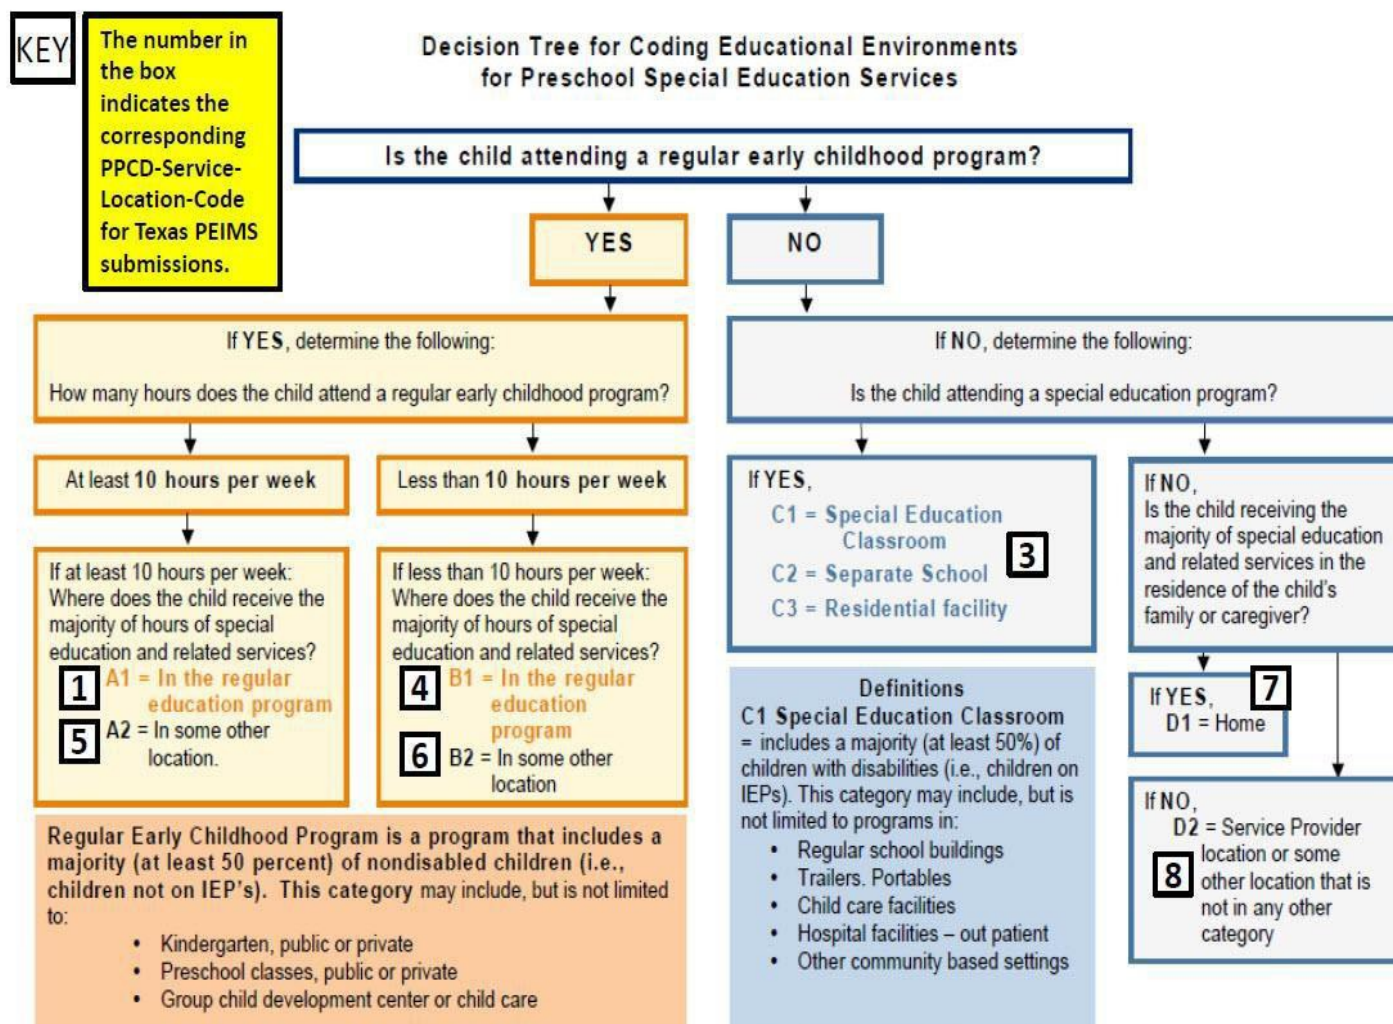 KEY
The number in
the box
indicates the
corresponding
PPCD-Service-
Location-Code
for Texas PEIMS
submissions.
Decision Tree for Coding Educational Environments
for Preschool Special Education Services
Is the child attending a regular early childhood program?
YES
NO
If YES, determine the following:
How many hours does the child attend a regular early childhood program?
If NO, determine the following:
Is the child attending a special education program?
At least 10 hours per week
Less than 10 hours per week
If at least 10 hours per week:
Where does the child receive the
majority of hours of special
education and related services?
1 A1 = In the regular
education program
5 A2 = In some other
location.
If less than 10 hours per week:
Where does the child receive the
majority of hours of special
education and related services?
4 B1 = In the regular
education
program
6 B2 = In some other
location
If YES,
C1 = Special Education
Classroom
3
C2 = Separate School
C3 = Residential facility
If NO,
Is the child receiving the
majority of special education
and related services in the
residence of the child's
family or caregiver?
If YES, 7
D1 = Home
If NO,
D2 = Service Provider
location or some
8 other location that is
not in any other
category
Regular Early Childhood Program is a program that includes a
majority (at least 50 percent) of nondisabled children (i.e.,
children not on IEP's). This category may include, but is not limited
to:
• Kindergarten, public or private
• Preschool classes, public or private
• Group child development center or child care
Definitions
C1 Special Education Classroom
= includes a majority (at least 50%) of
children with disabilities (i.e., children on
IEPs). This category may include, but is
not limited to programs in:
• Regular school buildings
• Trailers. Portables
• Child care facilities
• Hospital facilities – out patient
• Other community based settings